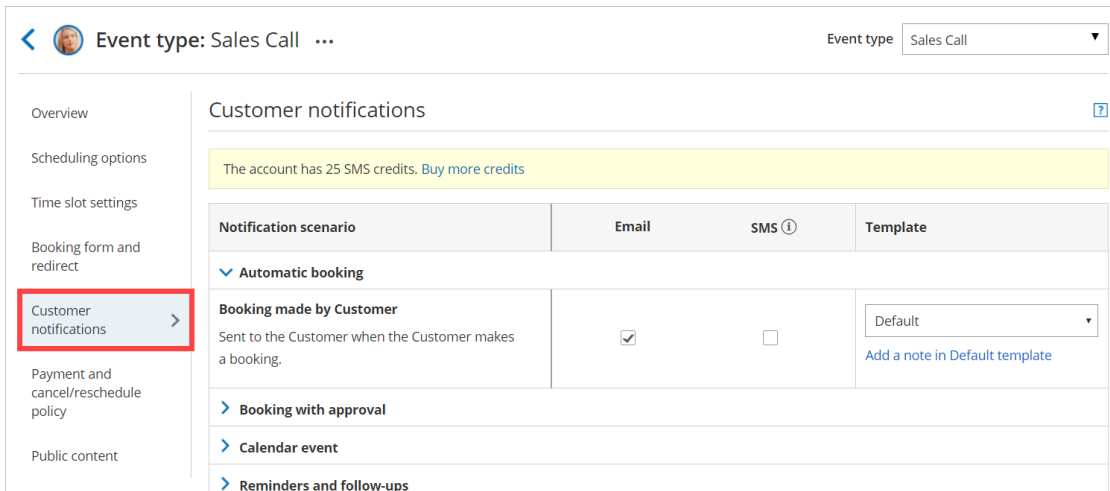 Event type: Sales Call ...
Event type Sales Call
Overview
Scheduling options
Time slot settings
Booking form and
redirect
Customer
notifications
Payment and
cancel/reschedule
policy
Public content
Customer notifications ?
The account has 25 SMS credits. Buy more credits
Notification scenario Email SMS i Template
Automatic booking
Booking made by Customer
Sent to the Customer when the Customer makes
a booking.
Default
Add a note in Default template
Booking with approval
Calendar event
Reminders and follow-ups